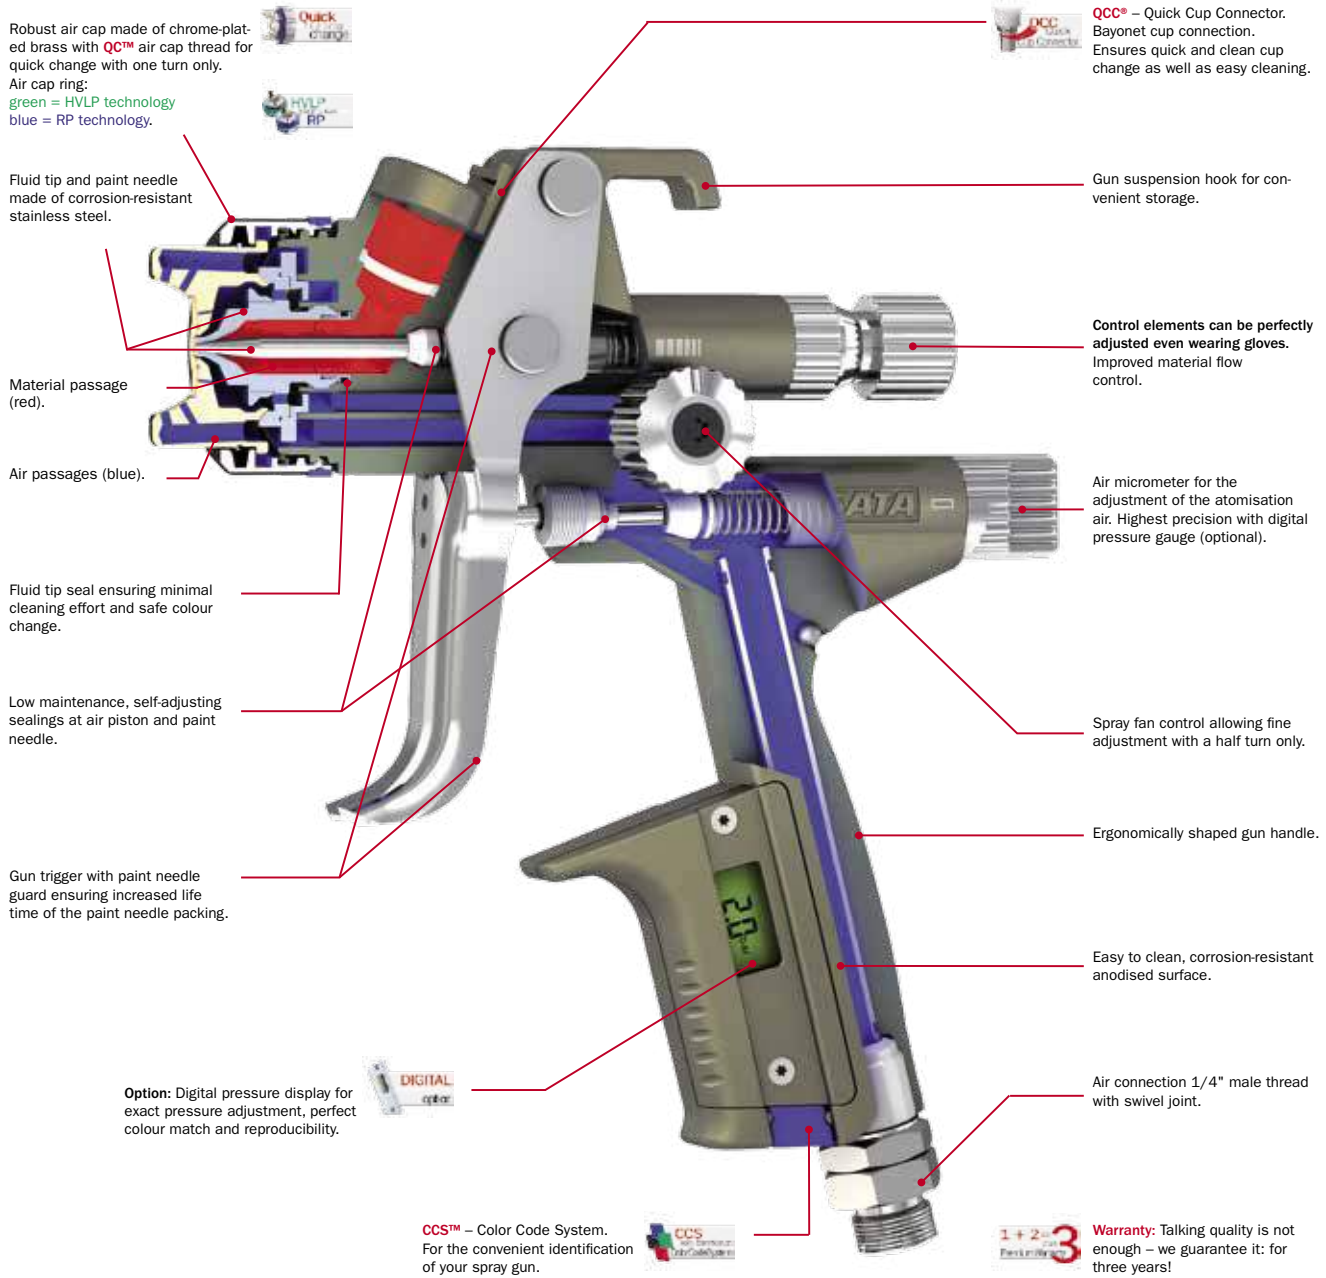 Robust air cap made of chrome-plat-
ed brass with QC™ air cap thread for
quick change with one turn only.
Air cap ring:
green = HVLP technology
blue = RP technology.
Quick
change
HVLP
RP
Fluid tip and paint needle
made of corrosion-resistant
stainless steel.
Material passage
(red).
Air passages (blue).
Fluid tip seal ensuring minimal
cleaning effort and safe colour
change.
Low maintenance, self-adjusting
sealings at air piston and paint
needle.
Gun trigger with paint needle
guard ensuring increased life
time of the paint needle packing.
Option: Digital pressure display for
exact pressure adjustment, perfect
colour match and reproducibility.
DIGITAL
CCS™ – Color Code System.
For the convenient identification
of your spray gun.
CCS
ColorCodeSystem
QCC
Quick
Cup Connector
QCC® – Quick Cup Connector.
Bayonet cup connection.
Ensures quick and clean cup
change as well as easy cleaning.
Gun suspension hook for con-
venient storage.
Control elements can be perfectly
adjusted even wearing gloves.
Improved material flow
control.
Air micrometer for the
adjustment of the atomisation
air. Highest precision with digital
pressure gauge (optional).
SATA
Spray fan control allowing fine
adjustment with a half turn only.
Ergonomically shaped gun handle.
2.0
Easy to clean, corrosion-resistant
anodised surface.
Air connection 1/4" male thread
with swivel joint.
1 + 2 3
Premium Warranty
Warranty: Talking quality is not
enough – we guarantee it: for
three years!